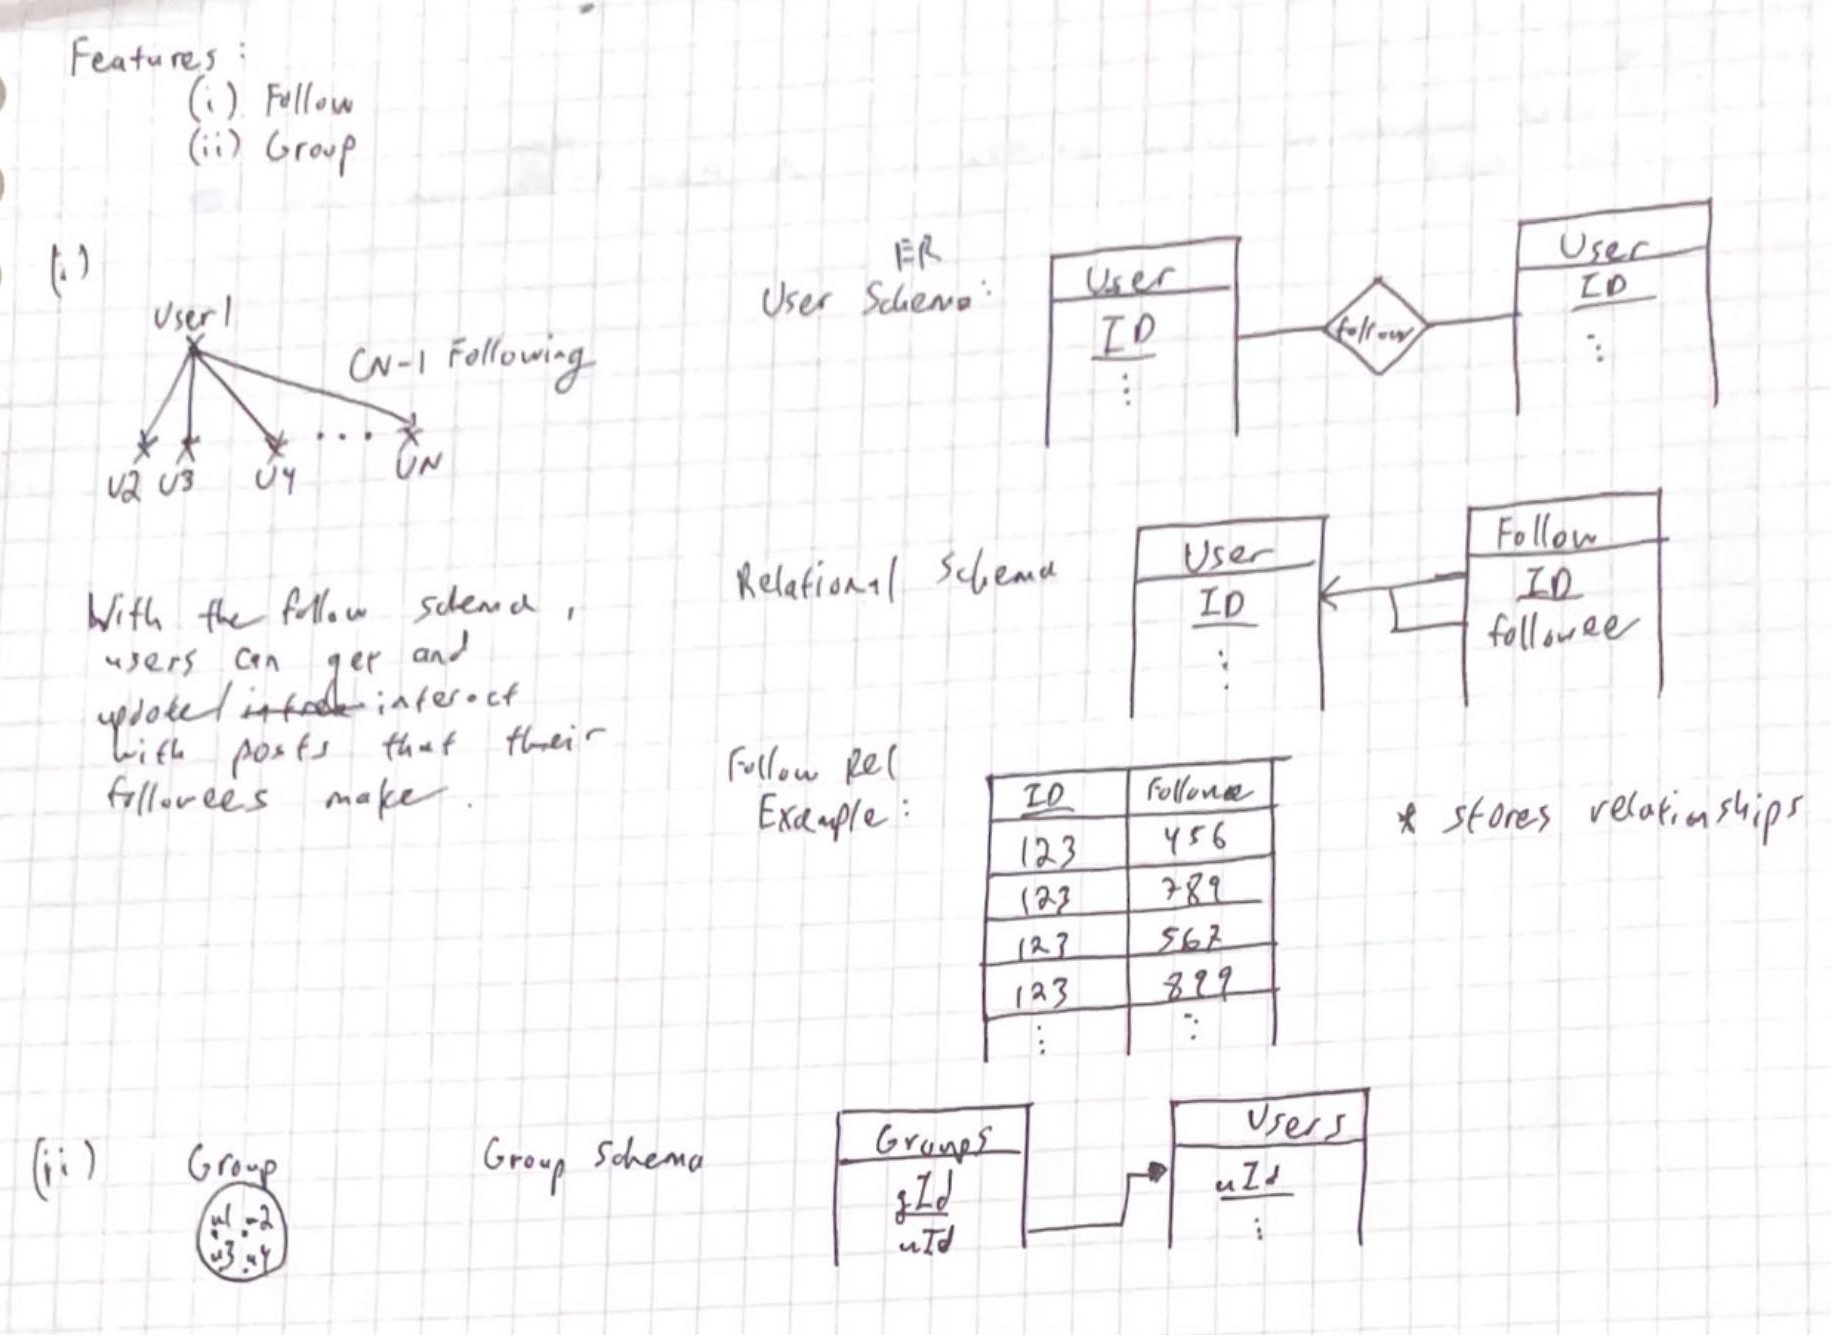 Features:
(i) Follow
(ii) Group
(i)
User1
CN-1 Following
U2 U3 U4 ... UN
With the follow schema,
users can get and
update/ interact
with posts that their
followees make.
ER
User Schema:
User
ID
⋮
follow
User
ID
⋮
Relational Schema
User
ID
⋮
Follow
ID
followee
Follow Rel
Example:
ID Followee
123 456
123 789
123 567
123 899
⋮ ⋮
* stores relationships
(ii)
Group
u1 u2
u3 u4
Group Schema
Groups
gId
uId
Users
uId
⋮